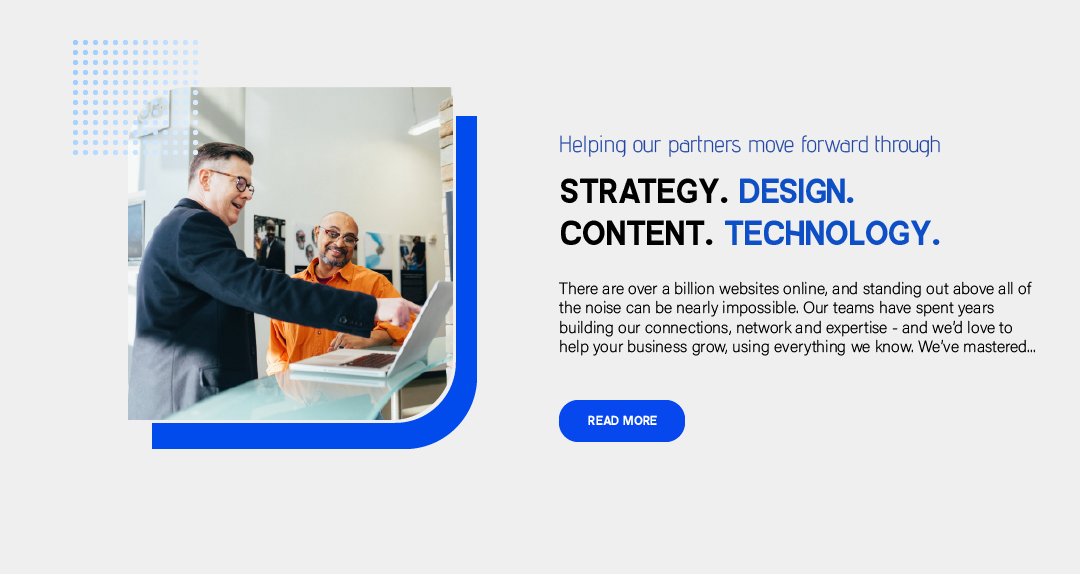 Helping our partners move forward through
STRATEGY. DESIGN.
CONTENT. TECHNOLOGY.
There are over a billion websites online, and standing out above all of
the noise can be nearly impossible. Our teams have spent years
building our connections, network and expertise - and we'd love to
help your business grow, using everything we know. We've mastered...
READ MORE